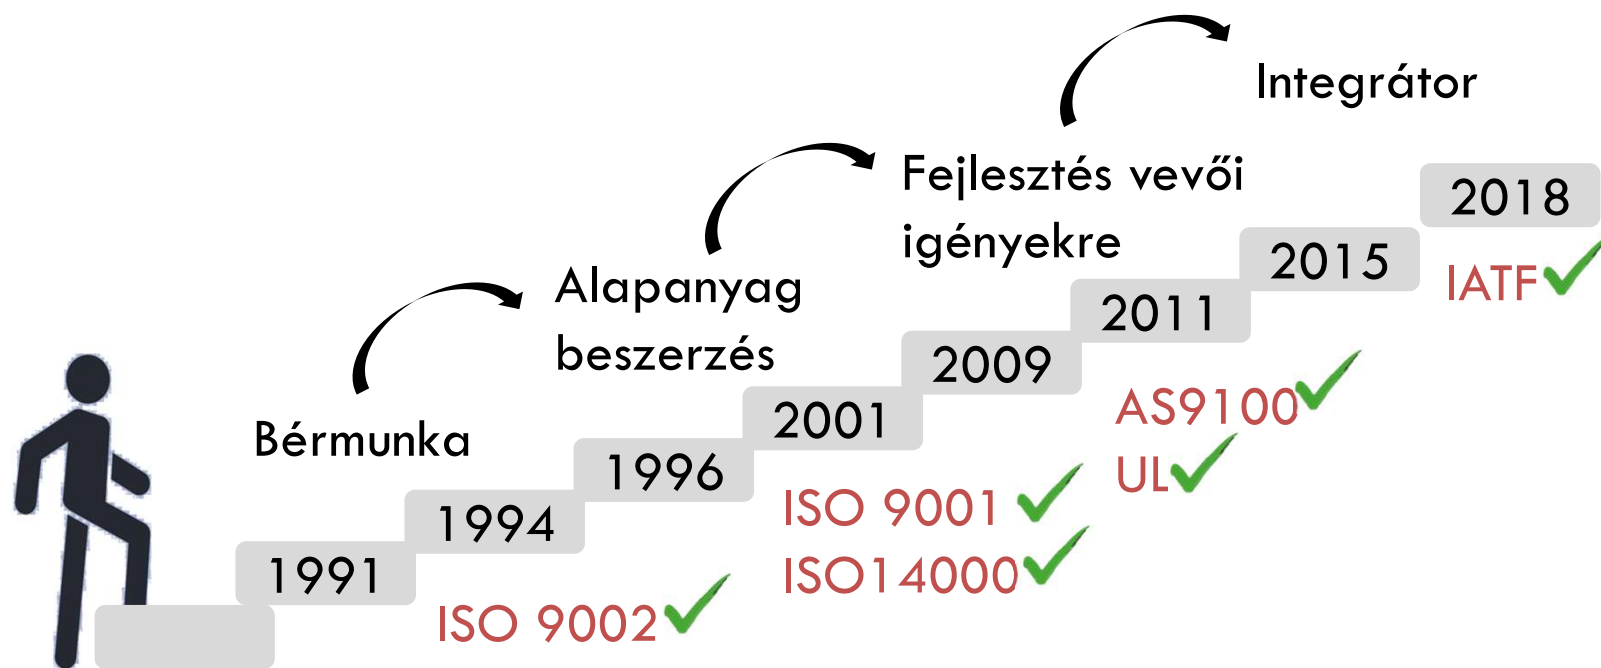 Integrátor
Fejlesztés vevői
igényekre
2018
IATF
2015
Alapanyag
beszerzés
2011
2009
AS9100
UL
2001
Bérmunka
1996
ISO 9001
ISO14000
1994
ISO 9002
1991